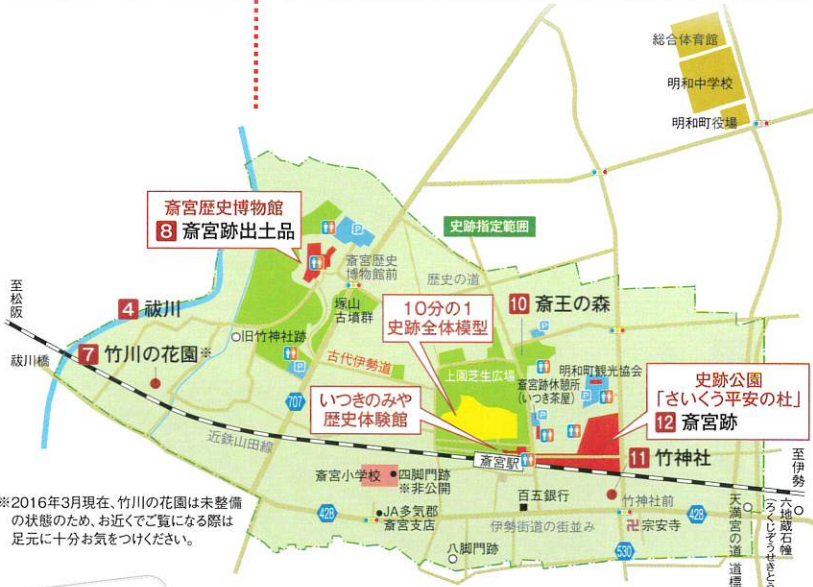 総合体育館
明和中学校
明和町役場
斎宮歴史博物館
8 斎宮跡出土品
P
史跡指定範囲
斎宮歴史
博物館前
歴史の道
至松阪
4 祓川
塚山
古墳群
10分の1
史跡全体模型
10 斎王の森
P
祓川橋
7 竹川の花園※
旧竹神社跡
P
古代伊勢道
上園芝生広場
明和町観光協会
斎宮跡休憩所
(いつき茶屋)
P
P
史跡公園
「さいくう平安の杜」
12 斎宮跡
いつきのみや
歴史体験館
707
近鉄山田線
斎宮駅
11 竹神社
至伊勢
斎宮小学校
四脚門跡
※非公開
百五銀行
竹神社前
※2016年3月現在、竹川の花園は未整備
の状態のため、お近くでご覧になる際は
足元に十分お気をつけください。
428
JA多気郡
斎宮支店
伊勢街道の街並み
卍 宗安寺
428
八脚門跡
530
天満宮の道 道標
六地蔵石幢
(ろくじぞうせきとう)